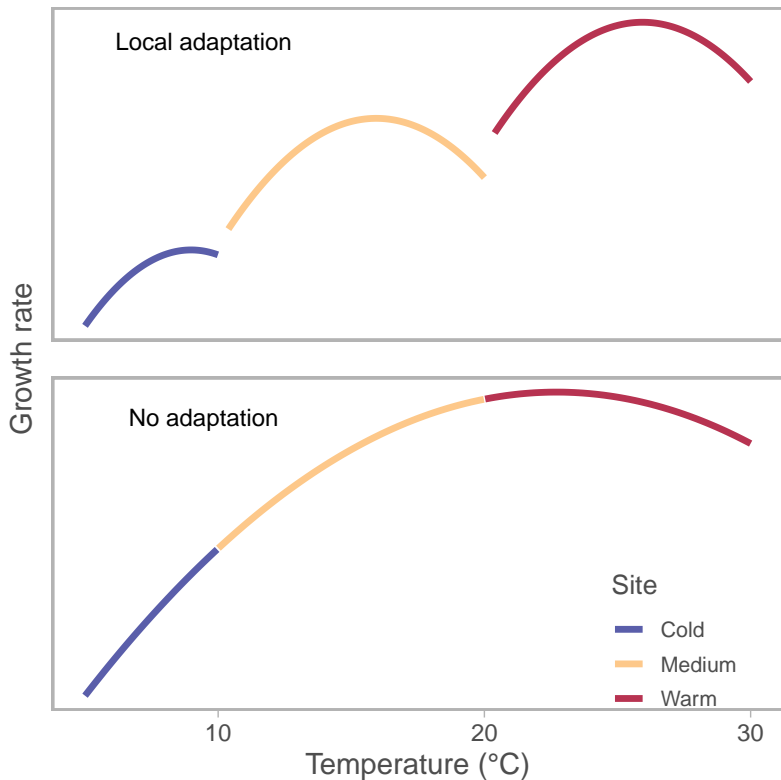 Local adaptation
Growth rate
No adaptation
Site
Cold
Medium
Warm
10 20 30
Temperature (°C)